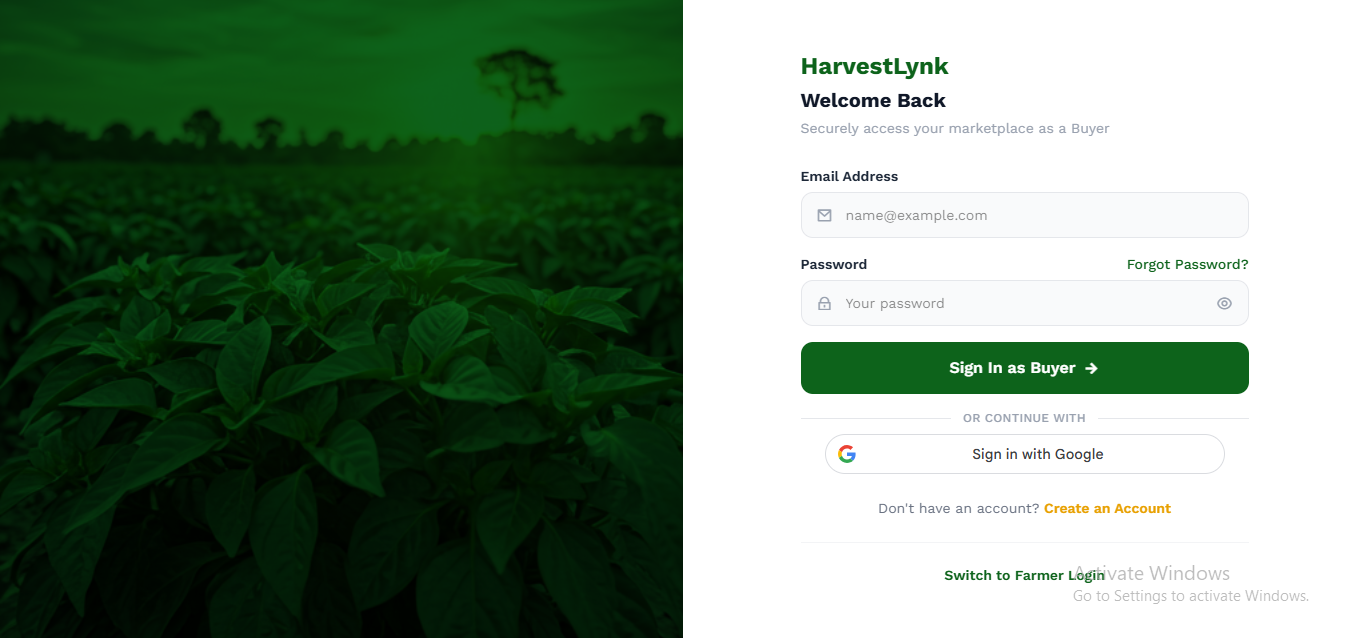 HarvestLynk
Welcome Back
Securely access your marketplace as a Buyer
Email Address
name@example.com
Password Forgot Password?
Your password
Sign In as Buyer →
OR CONTINUE WITH
Sign in with Google
Don't have an account? Create an Account
Switch to Farmer Login
Activate Windows
Go to Settings to activate Windows.